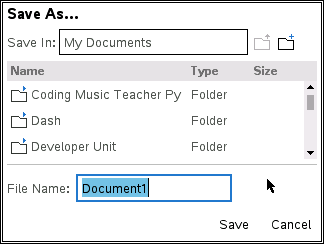 Save As...
Save In: My Documents
Name Type Size
Coding Music Teacher Py Folder
Dash Folder
Developer Unit Folder
File Name: Document1
Save Cancel